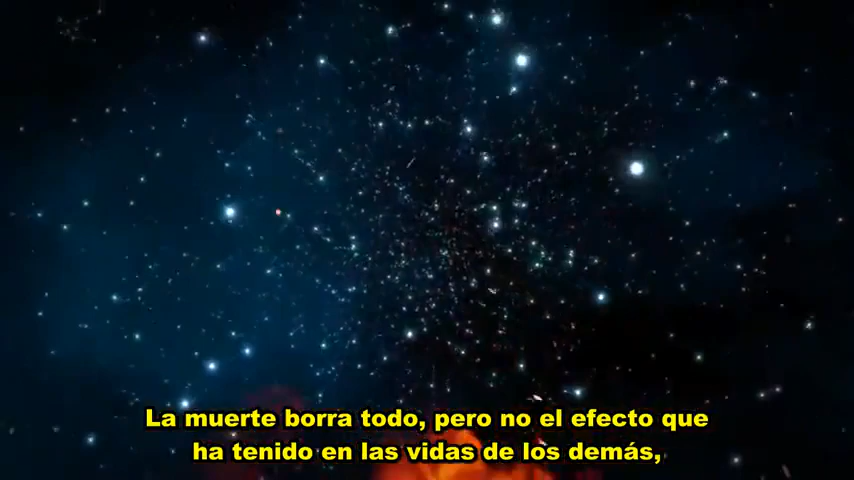 La muerte borra todo, pero no el efecto que
ha tenido en las vidas de los demás,